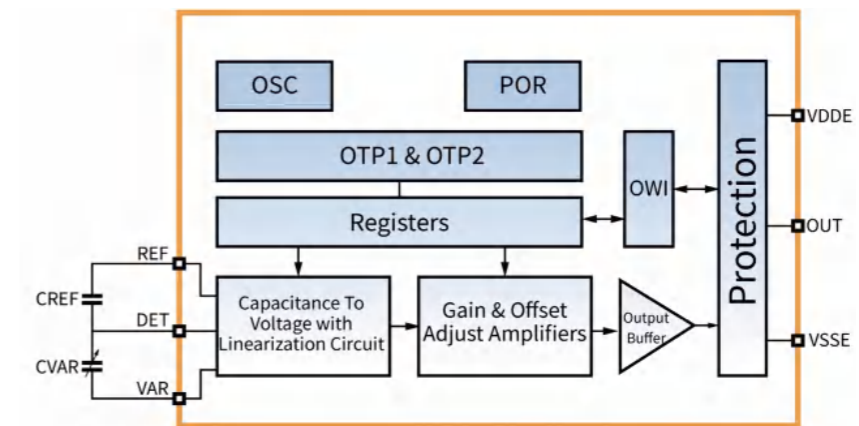 OSC
POR
OTP1 & OTP2
OWI
Registers
Protection
VDDE
OUT
VSSE
REF
CREF
DET
CVAR
VAR
Capacitance To
Voltage with
Linearization Circuit
Gain & Offset
Adjust Amplifiers
Output
Buffer